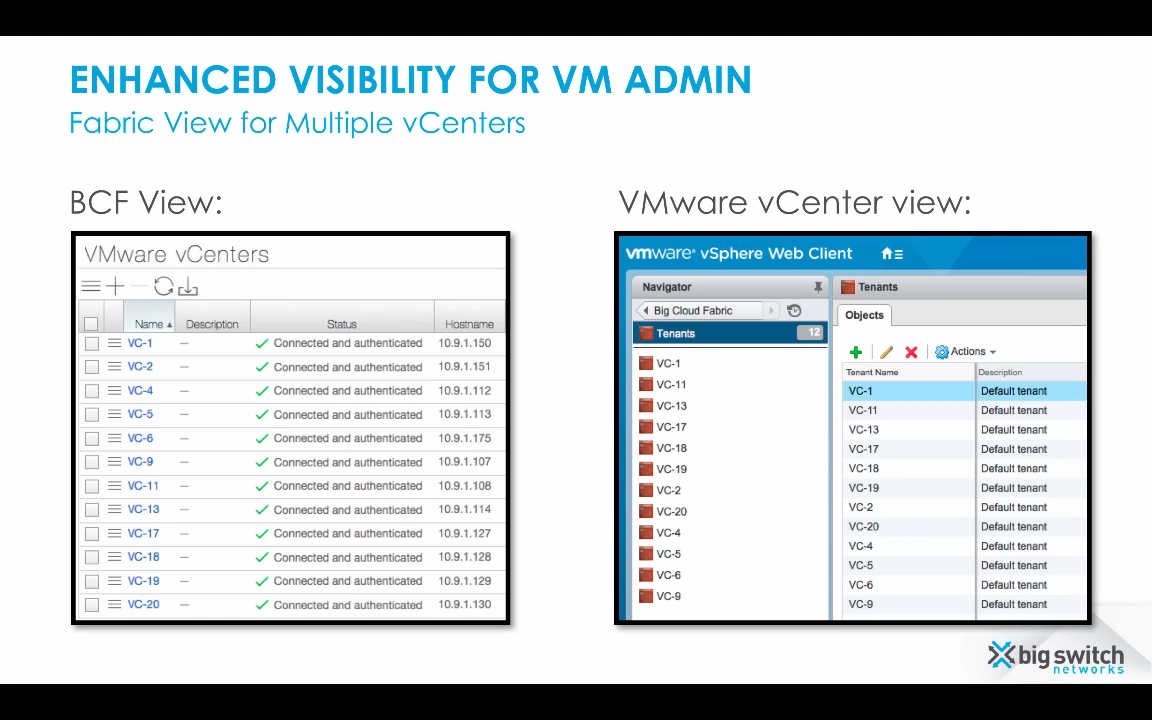 ENHANCED VISIBILITY FOR VM ADMIN
Fabric View for Multiple vCenters
BCF View:
VMware vCenters
Name Description Status Hostname
VC-1 – Connected and authenticated 10.9.1.150
VC-2 – Connected and authenticated 10.9.1.151
VC-4 – Connected and authenticated 10.9.1.112
VC-5 – Connected and authenticated 10.9.1.113
VC-6 – Connected and authenticated 10.9.1.175
VC-9 – Connected and authenticated 10.9.1.107
VC-11 – Connected and authenticated 10.9.1.108
VC-13 – Connected and authenticated 10.9.1.114
VC-17 – Connected and authenticated 10.9.1.127
VC-18 – Connected and authenticated 10.9.1.128
VC-19 – Connected and authenticated 10.9.1.129
VC-20 – Connected and authenticated 10.9.1.130
VMware vCenter view:
vmware® vSphere Web Client
Navigator
Big Cloud Fabric
Tenants 12
VC-1
VC-11
VC-13
VC-17
VC-18
VC-19
VC-2
VC-20
VC-4
VC-5
VC-6
VC-9
Tenants
Objects
Actions
Tenant Name Description
VC-1 Default tenant
VC-11 Default tenant
VC-13 Default tenant
VC-17 Default tenant
VC-18 Default tenant
VC-19 Default tenant
VC-2 Default tenant
VC-20 Default tenant
VC-4 Default tenant
VC-5 Default tenant
VC-6 Default tenant
VC-9 Default tenant
big switch
networks